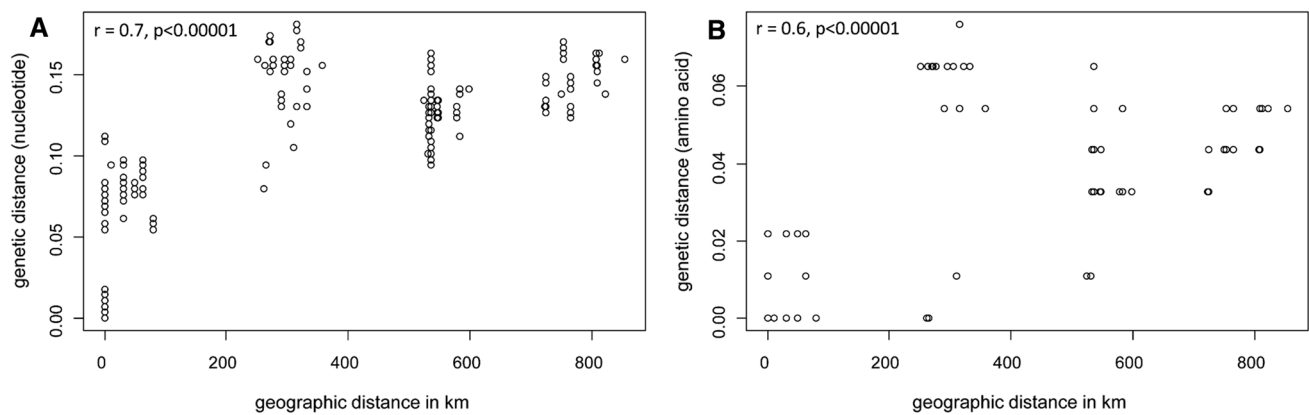 A
r = 0.7, p<0.00001
genetic distance (nucleotide)
0.15
0.10
0.05
0.00
0 200 400 600 800
geographic distance in km
B
r = 0.6, p<0.00001
genetic distance (amino acid)
0.06
0.04
0.02
0.00
0 200 400 600 800
geographic distance in km